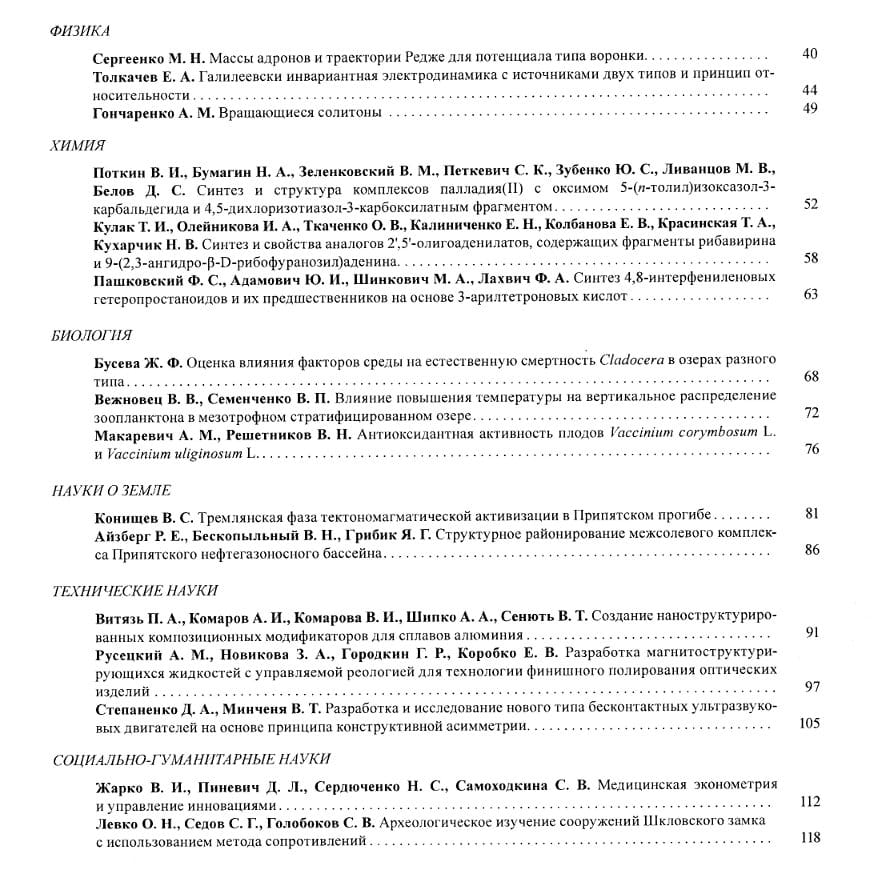 ФИЗИКА
Сергеенко М. Н. Массы адронов и траектории Редже для потенциала типа воронки. . . . . . . . . . . . . . . . . 40
Толкачев Е. А. Галилеевски инвариантная электродинамика с источниками двух типов и принцип от-
носительности . . . . . . . . . . . . . . . . . . . . . . . . . . . . . . . . . . . . . . . . 44
Гончаренко А. М. Вращающиеся солитоны . . . . . . . . . . . . . . . . . . . . . . . . . . . . . . 49
ХИМИЯ
Поткин В. И., Бумагин Н. А., Зеленковский В. М., Петкевич С. К., Зубенко Ю. С., Ливанцов М. В.,
Белов Д. С. Синтез и структура комплексов палладия(II) с оксимом 5-(п-толил)изоксазол-3-
карбальдегида и 4,5-дихлоризотиазол-3-карбоксилатным фрагментом . . . . . . . . . . . . . . . . . . . . 52
Кулак Т. И., Олейникова И. А., Ткаченко О. В., Калиниченко Е. Н., Колбанова Е. В., Красинская Т. А.,
Кухарчик Н. В. Синтез и свойства аналогов 2',5'-олигоаденилатов, содержащих фрагменты рибавирина
и 9-(2,3-ангидро-β-D-рибофуранозил)аденина. . . . . . . . . . . . . . . . . . . . . . . . . . . . . . 58
Пашковский Ф. С., Адамович Ю. И., Шинкович М. А., Лахвич Ф. А. Синтез 4,8-интерфениленовых
гетеропростаноидов и их предшественников на основе 3-арилтетроновых кислот . . . . . . . . . . . . . . . . 63
БИОЛОГИЯ
Бусева Ж. Ф. Оценка влияния факторов среды на естественную смертность Cladocera в озерах разного
типа . . . . . . . . . . . . . . . . . . . . . . . . . . . . . . . . . . . . . . . . 68
Вежновец В. В., Семенченко В. П. Влияние повышения температуры на вертикальное распределение
зоопланктона в мезотрофном стратифицированном озере . . . . . . . . . . . . . . . . . . . . . . . . 72
Макаревич А. М., Решетников В. Н. Антиоксидантная активность плодов Vaccinium corymbosum L.
и Vaccinium uliginosum L. . . . . . . . . . . . . . . . . . . . . . . . . . . . . . . . . . . 76
НАУКИ О ЗЕМЛЕ
Конищев В. С. Тремлянская фаза тектономагматической активизации в Припятском прогибе . . . . . . . . 81
Айзберг Р. Е., Бескопыльный В. Н., Грибик Я. Г. Структурное районирование межсолевого комплек-
са Припятского нефтегазоносного бассейна . . . . . . . . . . . . . . . . . . . . . . . . . . . . . . 86
ТЕХНИЧЕСКИЕ НАУКИ
Витязь П. А., Комаров А. И., Комарова В. И., Шипко А. А., Сенють В. Т. Создание наноструктуриро-
ванных композиционных модификаторов для сплавов алюминия . . . . . . . . . . . . . . . . . . . . . . 91
Русецкий А. М., Новикова З. А., Городкин Г. Р., Коробко Е. В. Разработка магнитоструктури-
рующихся жидкостей с управляемой реологией для технологии финишного полирования оптических
изделий . . . . . . . . . . . . . . . . . . . . . . . . . . . . . . . . . . . . . . . . 97
Степаненко Д. А., Минченя В. Т. Разработка и исследование нового типа бесконтактных ультразвуко-
вых двигателей на основе принципа конструктивной асимметрии. . . . . . . . . . . . . . . . . . . . . . 105
СОЦИАЛЬНО-ГУМАНИТАРНЫЕ НАУКИ
Жарко В. И., Пиневич Д. Л., Сердюченко Н. С., Самоходкина С. В. Медицинская эконометрия
и управление инновациями . . . . . . . . . . . . . . . . . . . . . . . . . . . . . . . . . . . 112
Левко О. Н., Седов С. Г., Голобоков С. В. Археологическое изучение сооружений Шкловского замка
с использованием метода сопротивлений . . . . . . . . . . . . . . . . . . . . . . . . . . . . . . 118